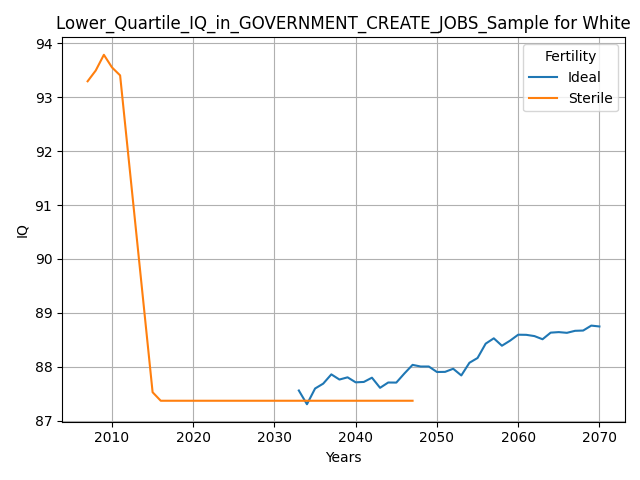 Lower_Quartile_IQ_in_GOVERNMENT_CREATE_JOBS_Sample for White
94
93
92
91
90
89
88
87
IQ
Fertility
Ideal
Sterile
2010 2020 2030 2040 2050 2060 2070
Years